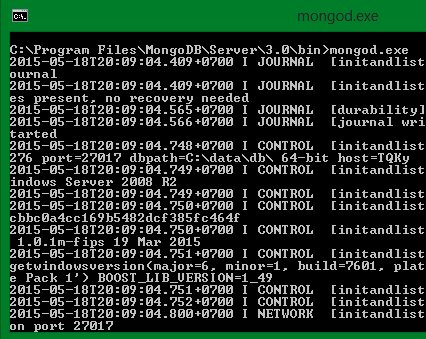 mongod.exe
C:\Program Files\MongoDB\Server\3.0\bin>mongod.exe
2015-05-18T20:09:04.409+0700 I JOURNAL  [initandlist
ournal
2015-05-18T20:09:04.409+0700 I JOURNAL  [initandlist
es present, no recovery needed
2015-05-18T20:09:04.565+0700 I JOURNAL  [durability]
2015-05-18T20:09:04.566+0700 I JOURNAL  [journal wri
tarted
2015-05-18T20:09:04.748+0700 I CONTROL  [initandlist
276 port=27017 dbpath=C:\data\db\ 64-bit host=TQKy
2015-05-18T20:09:04.749+0700 I CONTROL  [initandlist
indows Server 2008 R2
2015-05-18T20:09:04.749+0700 I CONTROL  [initandlist
2015-05-18T20:09:04.750+0700 I CONTROL  [initandlist
cbbc0a4cc169b5482dcf385fc464f
2015-05-18T20:09:04.750+0700 I CONTROL  [initandlist
 1.0.1m-fips 19 Mar 2015
2015-05-18T20:09:04.751+0700 I CONTROL  [initandlist
getwindowsversion(major=6, minor=1, build=7601, plat
e Pack 1') BOOST_LIB_VERSION=1_49
2015-05-18T20:09:04.751+0700 I CONTROL  [initandlist
2015-05-18T20:09:04.752+0700 I CONTROL  [initandlist
2015-05-18T20:09:04.800+0700 I NETWORK  [initandlist
on port 27017